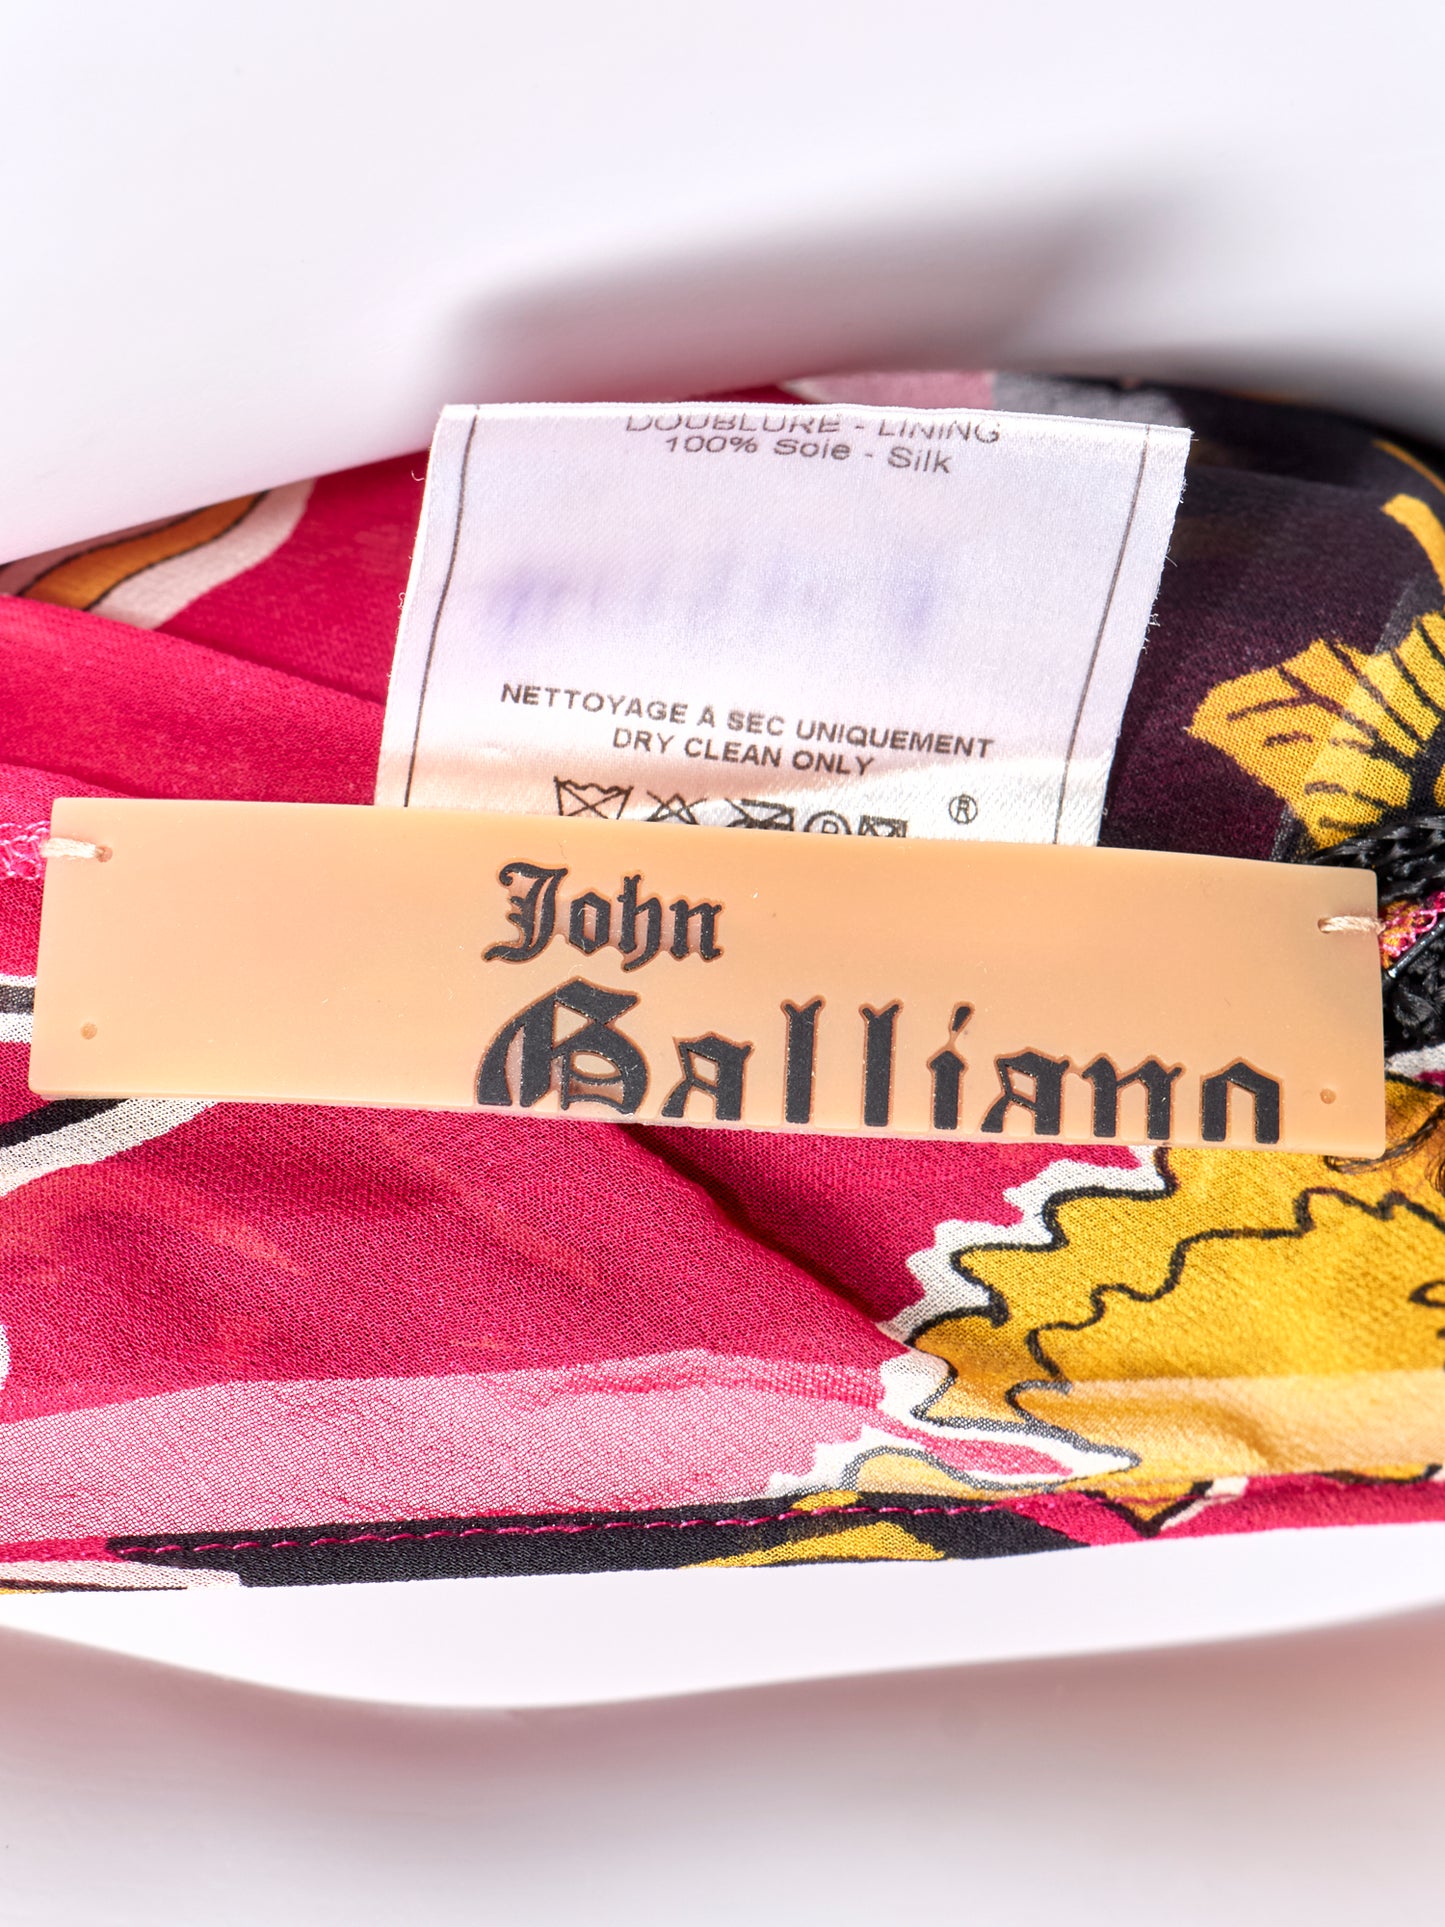 DOUBLURE - LINING
100% Soie - Silk
NETTOYAGE A SEC UNIQUEMENT
DRY CLEAN ONLY
P
®
John
Galliano